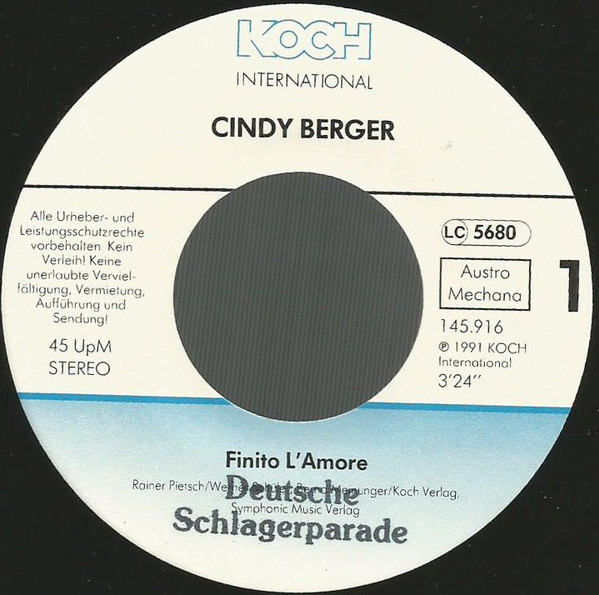 KOCH
INTERNATIONAL
CINDY BERGER
Alle Urheber- und
Leistungsschutzrechte
vorbehalten. Kein
Verleih! Keine
unerlaubte Verviel-
fältigung, Vermietung,
Aufführung und
Sendung!
45 UpM
STEREO
LC 5680
Austro
Mechana
1
145.916
℗ 1991 KOCH
International
3'24"
Finito L'Amore
Rainer Pietsch/Werner /Koch Verlag,
Symphonic Music Verlag
Deutsche
Schlagerparade